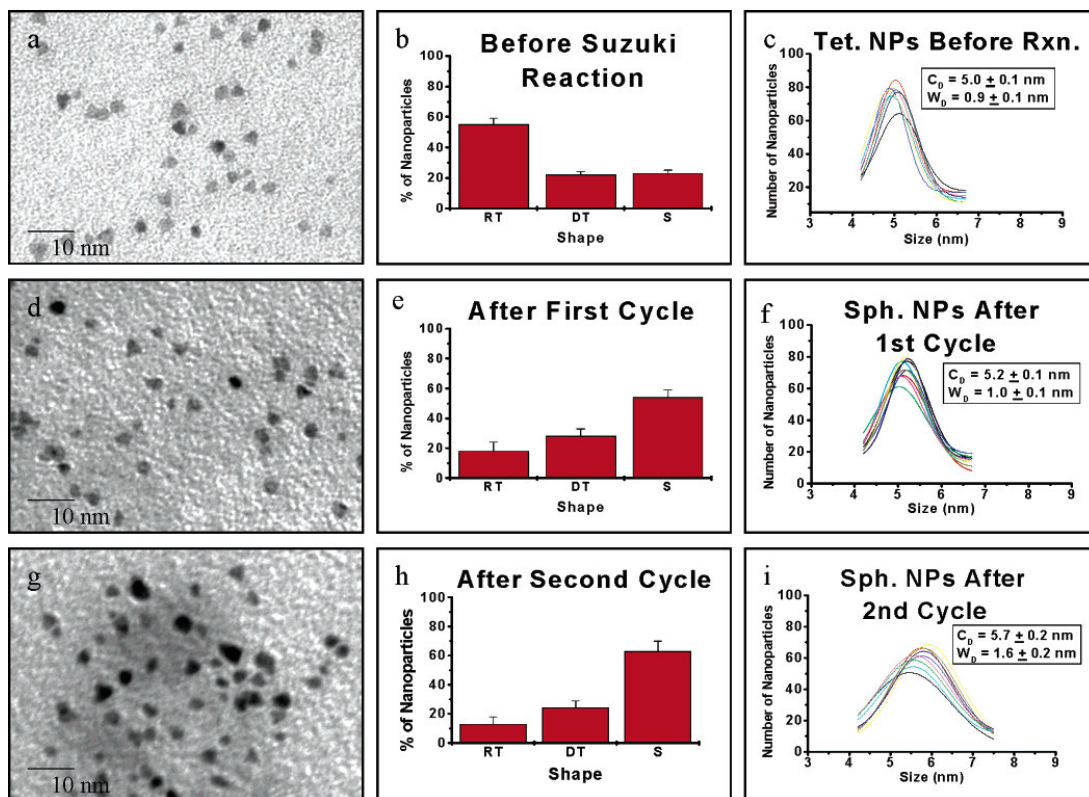 a
10 nm
b
Before Suzuki
Reaction
% of Nanoparticles
100
80
60
40
20
0
RT DT S
Shape
c
Tet. NPs Before Rxn.
Number of Nanoparticles
100
80
60
40
20
C_D = 5.0 ± 0.1 nm
W_D = 0.9 ± 0.1 nm
3 4 5 6 7 8 9
Size (nm)
d
10 nm
e
After First Cycle
% of Nanoparticles
100
80
60
40
20
0
RT DT S
Shape
f
Sph. NPs After
1st Cycle
Number of Nanoparticles
100
80
60
40
20
0
C_D = 5.2 ± 0.1 nm
W_D = 1.0 ± 0.1 nm
3 4 5 6 7 8 9
Size (nm)
g
10 nm
h
After Second Cycle
% of Nanoparticles
100
80
60
40
20
0
RT DT S
Shape
i
Sph. NPs After
2nd Cycle
Number of Nanoparticles
100
80
60
40
20
0
C_D = 5.7 ± 0.2 nm
W_D = 1.6 ± 0.2 nm
3 4 5 6 7 8 9
Size (nm)